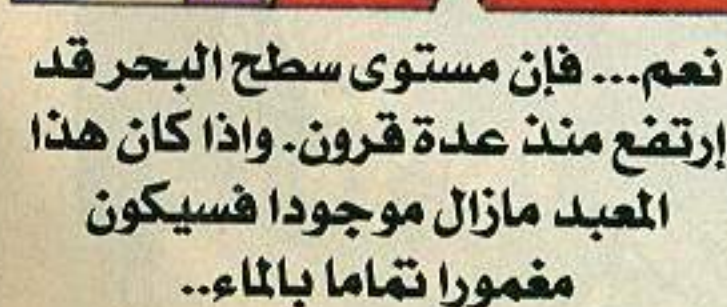 نعم... فإن مستوى سطح البحر قد
إرتفع منذ عدة قرون. واذا كان هذا
المعبد مازال موجودا فسيكون
مغمورا تماما بالماء..